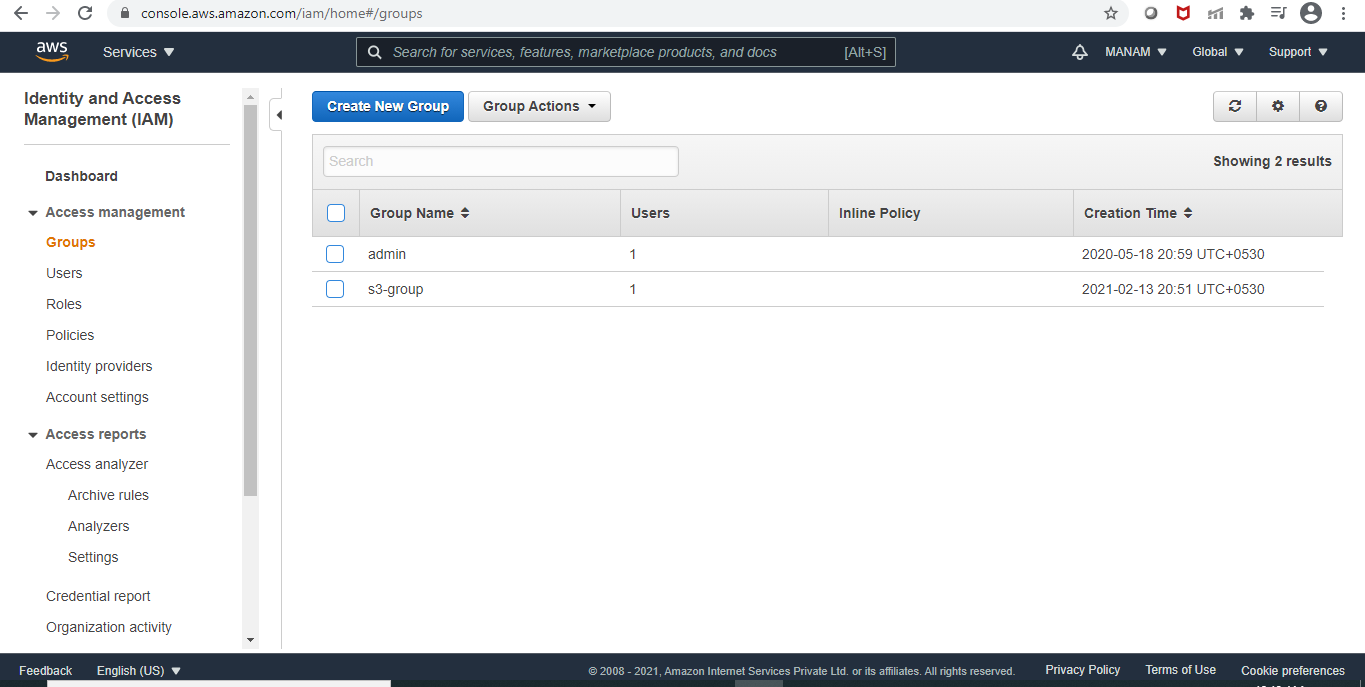 console.aws.amazon.com/iam/home#/groups
aws Services Search for services, features, marketplace products, and docs [Alt+S] MANAM Global Support
Identity and Access
Management (IAM)
Dashboard
Access management
Groups
Users
Roles
Policies
Identity providers
Account settings
Access reports
Access analyzer
Archive rules
Analyzers
Settings
Credential report
Organization activity
Create New Group Group Actions
Search Showing 2 results
Group Name Users Inline Policy Creation Time
admin 1 2020-05-18 20:59 UTC+0530
s3-group 1 2021-02-13 20:51 UTC+0530
Feedback English (US) © 2008 - 2021, Amazon Internet Services Private Ltd. or its affiliates. All rights reserved. Privacy Policy Terms of Use Cookie preferences